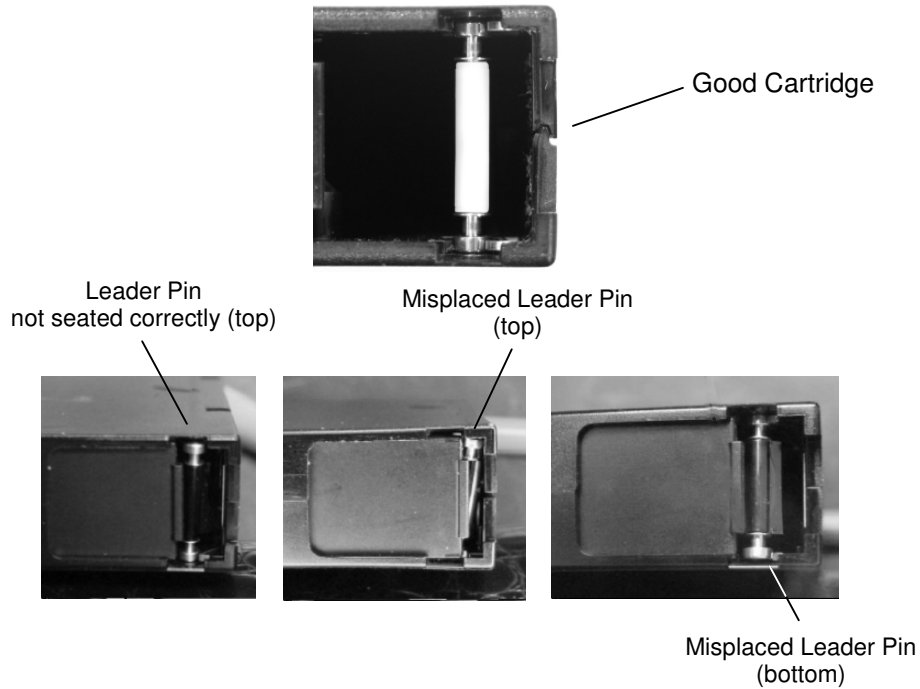 Good Cartridge
Leader Pin
not seated correctly (top)
Misplaced Leader Pin
(top)
Misplaced Leader Pin
(bottom)